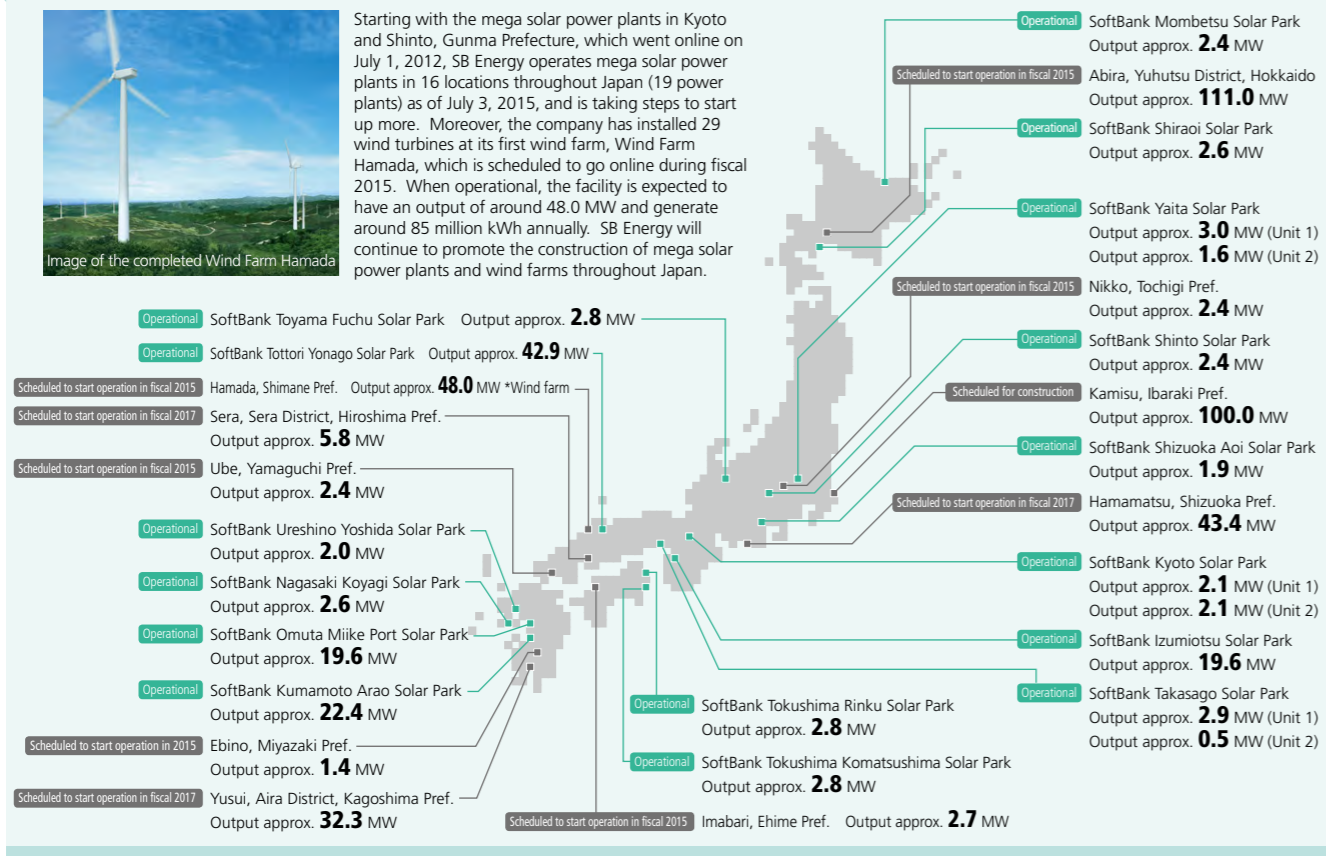 Image of the completed Wind Farm Hamada
Starting with the mega solar power plants in Kyoto
and Shinto, Gunma Prefecture, which went online on
July 1, 2012, SB Energy operates mega solar power
plants in 16 locations throughout Japan (19 power
plants) as of July 3, 2015, and is taking steps to start
up more.  Moreover, the company has installed 29
wind turbines at its first wind farm, Wind Farm
Hamada, which is scheduled to go online during fiscal
2015.  When operational, the facility is expected to
have an output of around 48.0 MW and generate
around 85 million kWh annually.  SB Energy will
continue to promote the construction of mega solar
power plants and wind farms throughout Japan.
Operational SoftBank Toyama Fuchu Solar Park Output approx. 2.8 MW
Operational SoftBank Tottori Yonago Solar Park Output approx. 42.9 MW
Scheduled to start operation in fiscal 2015 Hamada, Shimane Pref. Output approx. 48.0 MW *Wind farm
Scheduled to start operation in fiscal 2017 Sera, Sera District, Hiroshima Pref.
Output approx. 5.8 MW
Scheduled to start operation in fiscal 2015 Ube, Yamaguchi Pref.
Output approx. 2.4 MW
Operational SoftBank Ureshino Yoshida Solar Park
Output approx. 2.0 MW
Operational SoftBank Nagasaki Koyagi Solar Park
Output approx. 2.6 MW
Operational SoftBank Omuta Miike Port Solar Park
Output approx. 19.6 MW
Operational SoftBank Kumamoto Arao Solar Park
Output approx. 22.4 MW
Scheduled to start operation in 2015 Ebino, Miyazaki Pref.
Output approx. 1.4 MW
Scheduled to start operation in fiscal 2017 Yusui, Aira District, Kagoshima Pref.
Output approx. 32.3 MW
Operational SoftBank Mombetsu Solar Park
Output approx. 2.4 MW
Scheduled to start operation in fiscal 2015 Abira, Yuhutsu District, Hokkaido
Output approx. 111.0 MW
Operational SoftBank Shiraoi Solar Park
Output approx. 2.6 MW
Operational SoftBank Yaita Solar Park
Output approx. 3.0 MW (Unit 1)
Output approx. 1.6 MW (Unit 2)
Scheduled to start operation in fiscal 2015 Nikko, Tochigi Pref.
Output approx. 2.4 MW
Operational SoftBank Shinto Solar Park
Output approx. 2.4 MW
Scheduled for construction Kamisu, Ibaraki Pref.
Output approx. 100.0 MW
Operational SoftBank Shizuoka Aoi Solar Park
Output approx. 1.9 MW
Scheduled to start operation in fiscal 2017 Hamamatsu, Shizuoka Pref.
Output approx. 43.4 MW
Operational SoftBank Kyoto Solar Park
Output approx. 2.1 MW (Unit 1)
Output approx. 2.1 MW (Unit 2)
Operational SoftBank Izumiotsu Solar Park
Output approx. 19.6 MW
Operational SoftBank Takasago Solar Park
Output approx. 2.9 MW (Unit 1)
Output approx. 0.5 MW (Unit 2)
Operational SoftBank Tokushima Rinku Solar Park
Output approx. 2.8 MW
Operational SoftBank Tokushima Komatsushima Solar Park
Output approx. 2.8 MW
Scheduled to start operation in fiscal 2015 Imabari, Ehime Pref. Output approx. 2.7 MW